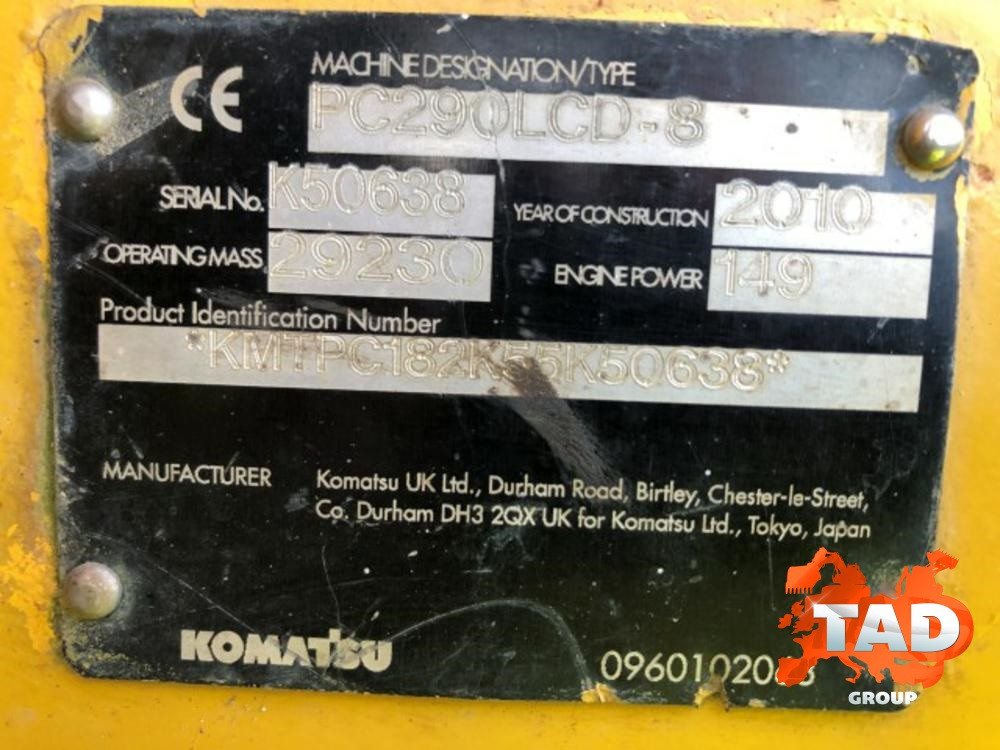 CE
MACHINE DESIGNATION/TYPE
PC290LCD-8
SERIAL No. K50638 YEAR OF CONSTRUCTION 2010
OPERATING MASS 29230 ENGINE POWER 149
Product Identification Number
*KMTPC182K55K50638*
MANUFACTURER Komatsu UK Ltd., Durham Road, Birtley, Chester-le-Street,
Co. Durham DH3 2QX UK for Komatsu Ltd., Tokyo, Japan
KOMATSU
TAD
GROUP